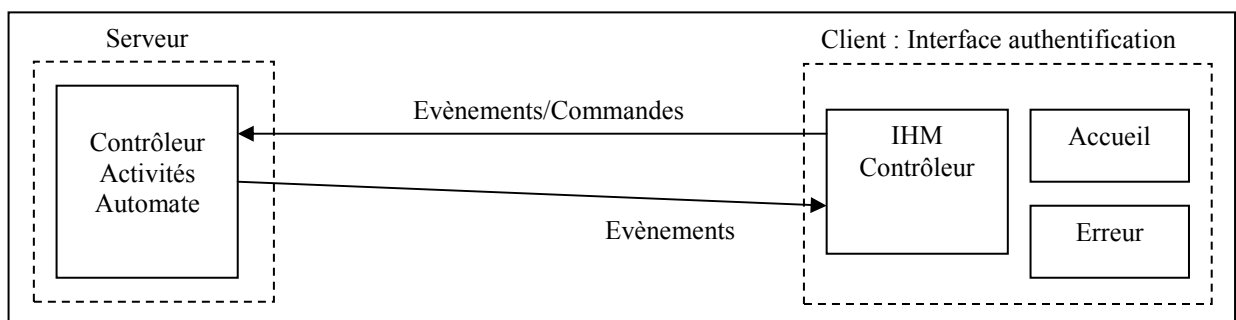 Serveur
Client : Interface authentification
Evènements/Commandes
Contrôleur
Activités
Automate
IHM
Contrôleur
Accueil
Evènements
Erreur